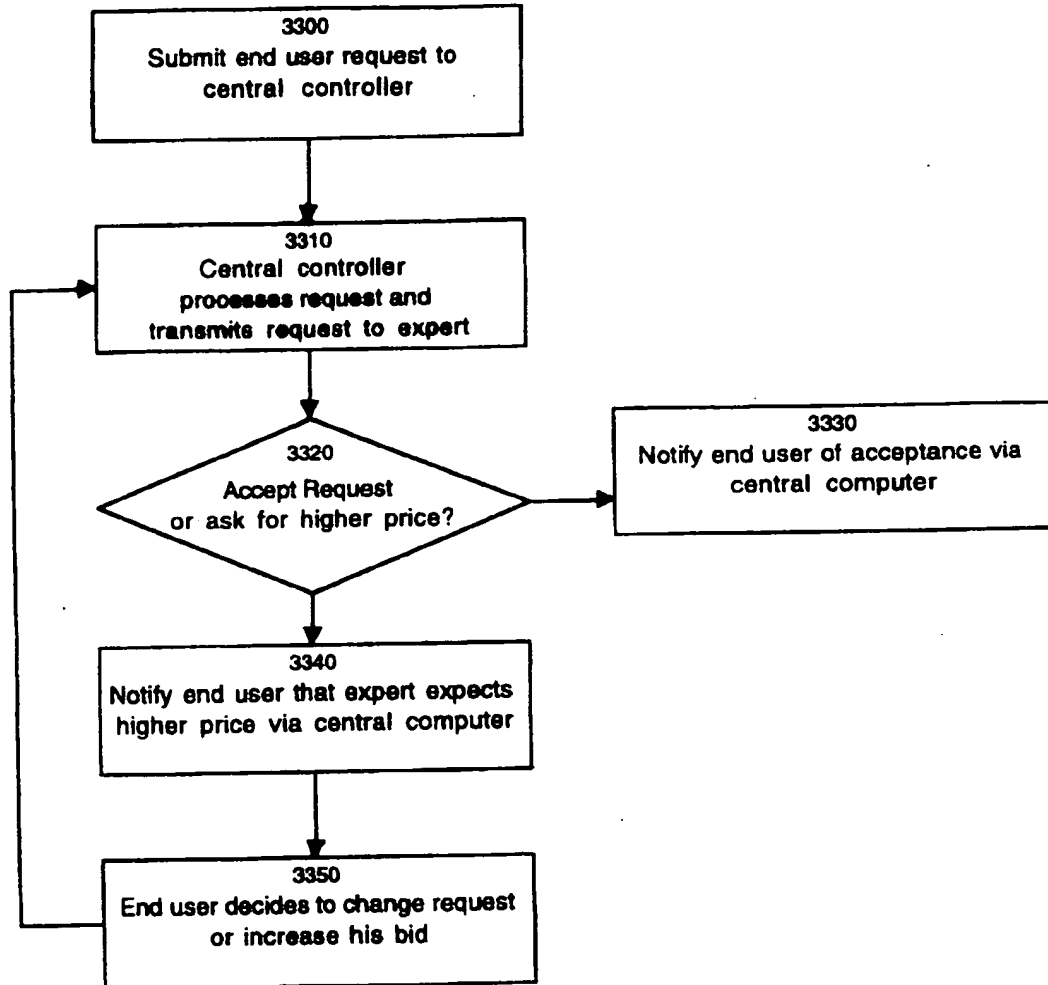 3300
Submit end user request to
central controller
3310
Central controller
processes request and
transmits request to expert
3320
Accept Request
or ask for higher price?
3330
Notify end user of acceptance via
central computer
3340
Notify end user that expert expects
higher price via central computer
3350
End user decides to change request
or increase his bid